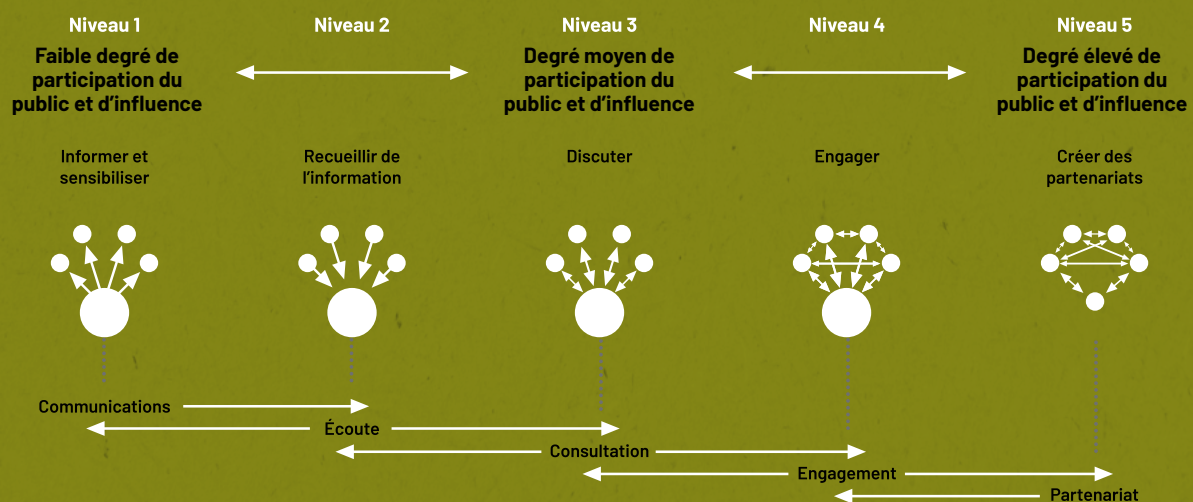 Niveau 1
Niveau 2
Niveau 3
Niveau 4
Niveau 5
Faible degré de
participation du
public et d’influence
Degré moyen de
participation du
public et d’influence
Degré élevé de
participation du
public et d’influence
Informer et
sensibiliser
Recueillir de
l’information
Discuter
Engager
Créer des
partenariats
Communications
Écoute
Consultation
Engagement
Partenariat